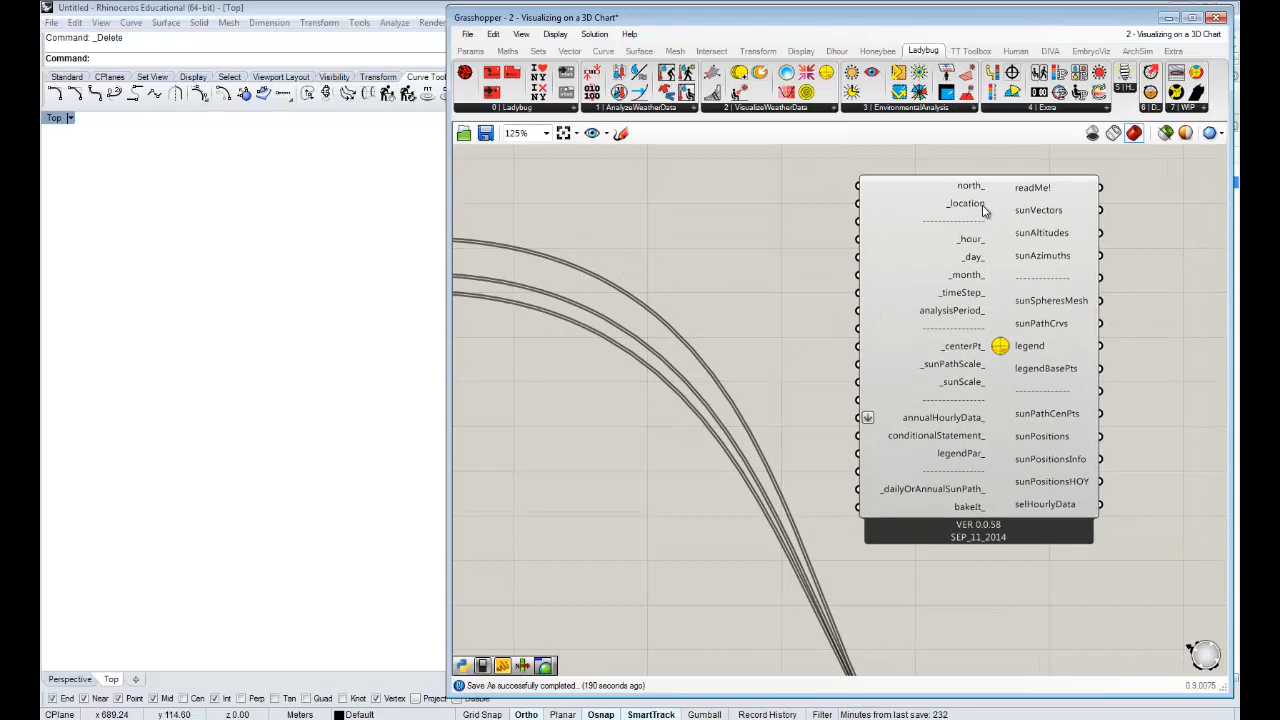 Untitled - Rhinoceros Educational (64-bit) - [Top]
File Edit View Curve Surface Solid Mesh Dimension Transform Tools Analyze
Command: _Delete
Command:
Standard CPlanes Set View Display Select Viewport Layout Visibility Transform Curve Tool
Top
Grasshopper - 2 - Visualizing on a 3D Chart*
File Edit View Display Solution Help
2 - Visualizing on a 3D Chart
Params Maths Sets Vector Curve Surface Mesh Intersect Transform Display Dhour Honeybee Ladybug TT Toolbox Human DIVA EmbryoViz ArchSim Extra
0 | Ladybug 1 | AnalyzeWeatherData 2 | VisualizeWeatherData 3 | EnvironmentalAnalysis 4 | Extra 5 | H... 6 | D... 7 | WIP
125%
north_
_location
--------------
_hour_
_day_
_month_
_timeStep_
analysisPeriod_
--------------
_centerPt_
_sunPathScale_
_sunScale_
--------------
annualHourlyData_
conditionalStatement_
legendPar_
--------------
_dailyOrAnnualSunPath_
bakeIt_
readMe!
sunVectors
sunAltitudes
sunAzimuths
--------------
sunSpheresMesh
sunPathCrvs
legend
legendBasePts
--------------
sunPathCenPts
sunPositions
sunPositionsInfo
sunPositionsHOY
selHourlyData
VER 0.0.58
SEP_11_2014
Save As successfully completed.. (190 seconds ago)
0.9.0075
Perspective Top
End Near Point Mid Cen Int Perp Tan Quad Knot Vertex Project Disable
CPlane x 689.24 y 114.60 z 0.00 Meters Default Grid Snap Ortho Planar Osnap SmartTrack Gumball Record History Filter Minutes from last save: 232